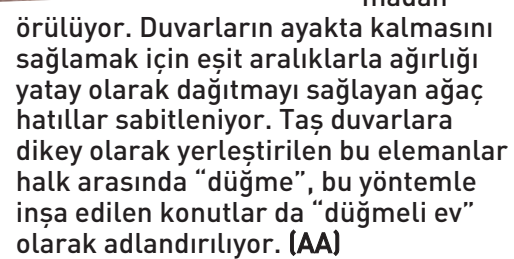 örülüyor. Duvarların ayakta kalmasını
sağlamak için eşit aralıklarla ağırlığı
yatay olarak dağıtmayı sağlayan ağaç
hatıllar sabitleniyor. Taş duvarlara
dikey olarak yerleştirilen bu elemanlar
halk arasında “düğme”, bu yöntemle
inşa edilen konutlar da “düğmeli ev”
olarak adlandırılıyor. (AA)